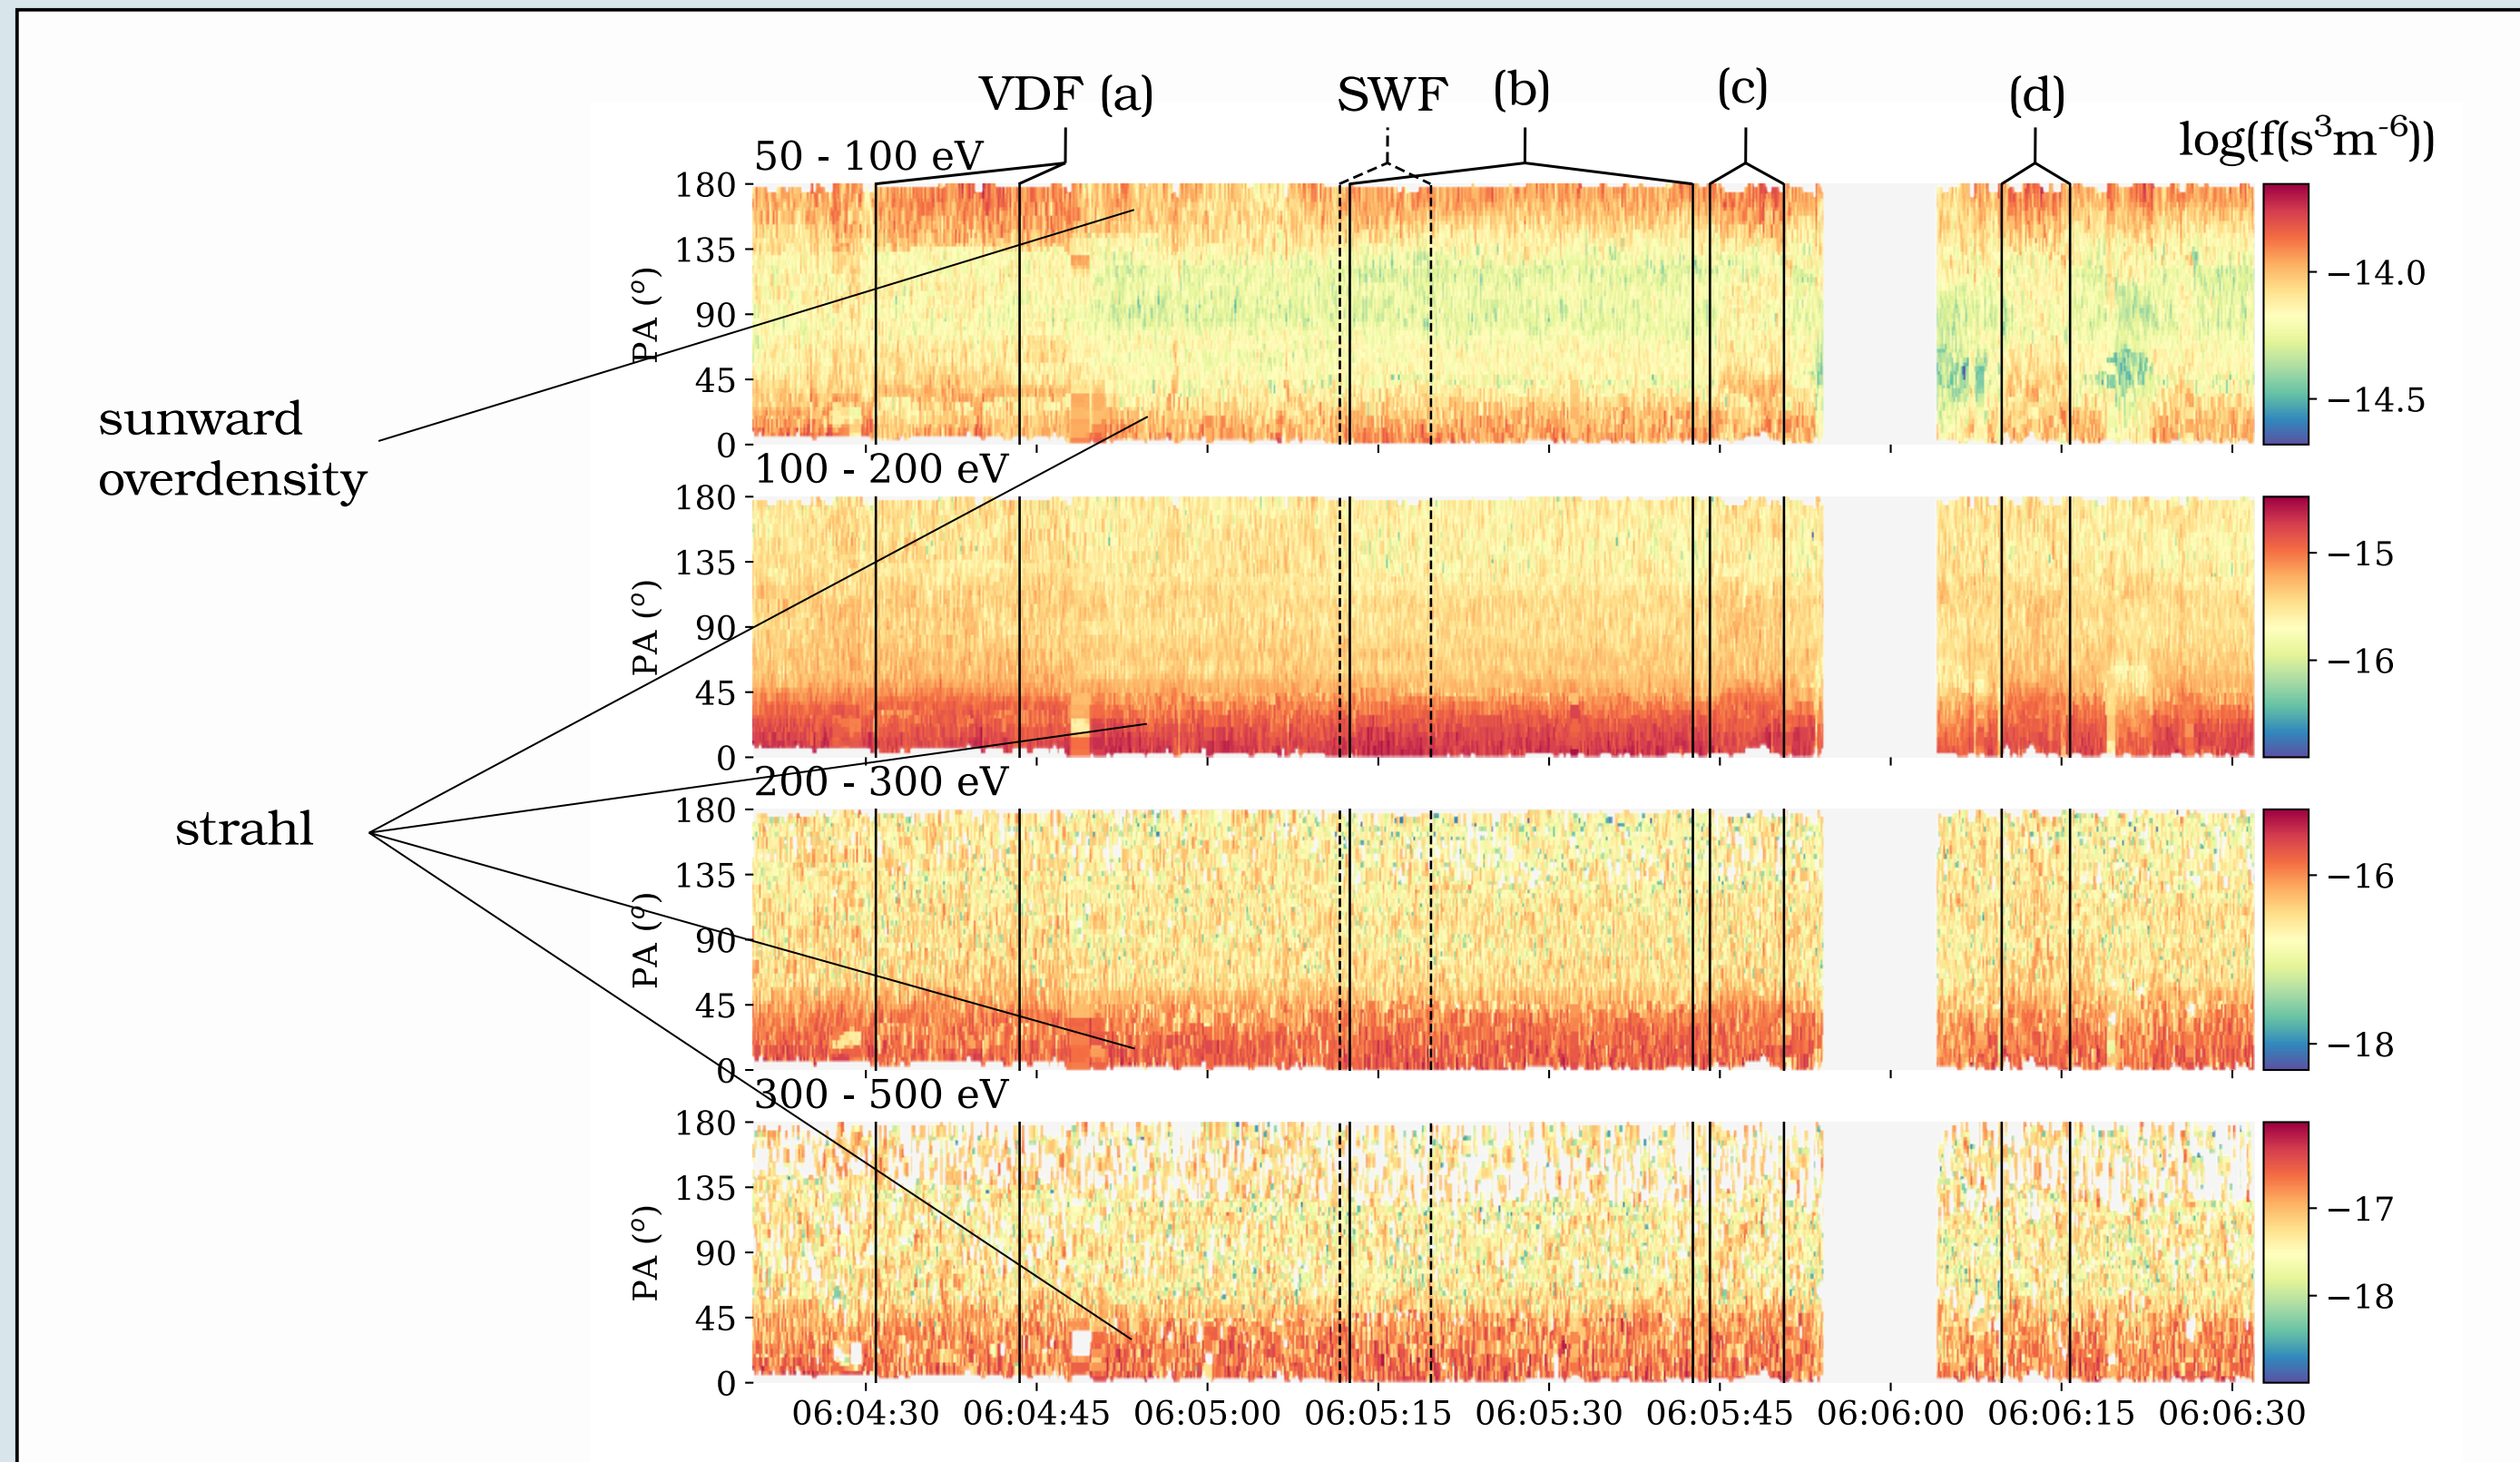 VDF (a)
SWF
(b)
(c)
(d)
log(f(s³m⁻⁶))
50 - 100 eV
180
135
90
45
0
PA (º)
−14.0
−14.5
sunward
overdensity
100 - 200 eV
180
135
90
45
0
PA (º)
−15
−16
strahl
200 - 300 eV
180
135
90
45
0
PA (º)
−16
−18
300 - 500 eV
180
135
90
45
0
PA (º)
−17
−18
06:04:30 06:04:45 06:05:00 06:05:15 06:05:30 06:05:45 06:06:00 06:06:15 06:06:30